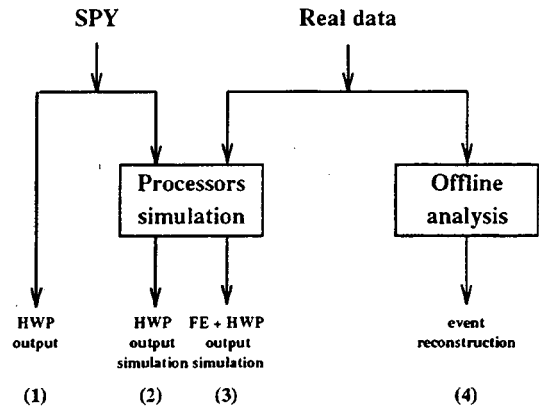 SPY
Real data
Processors
simulation
Offline
analysis
HWP
output
HWP
output
simulation
FE + HWP
output
simulation
event
reconstruction
(1)
(2)
(3)
(4)